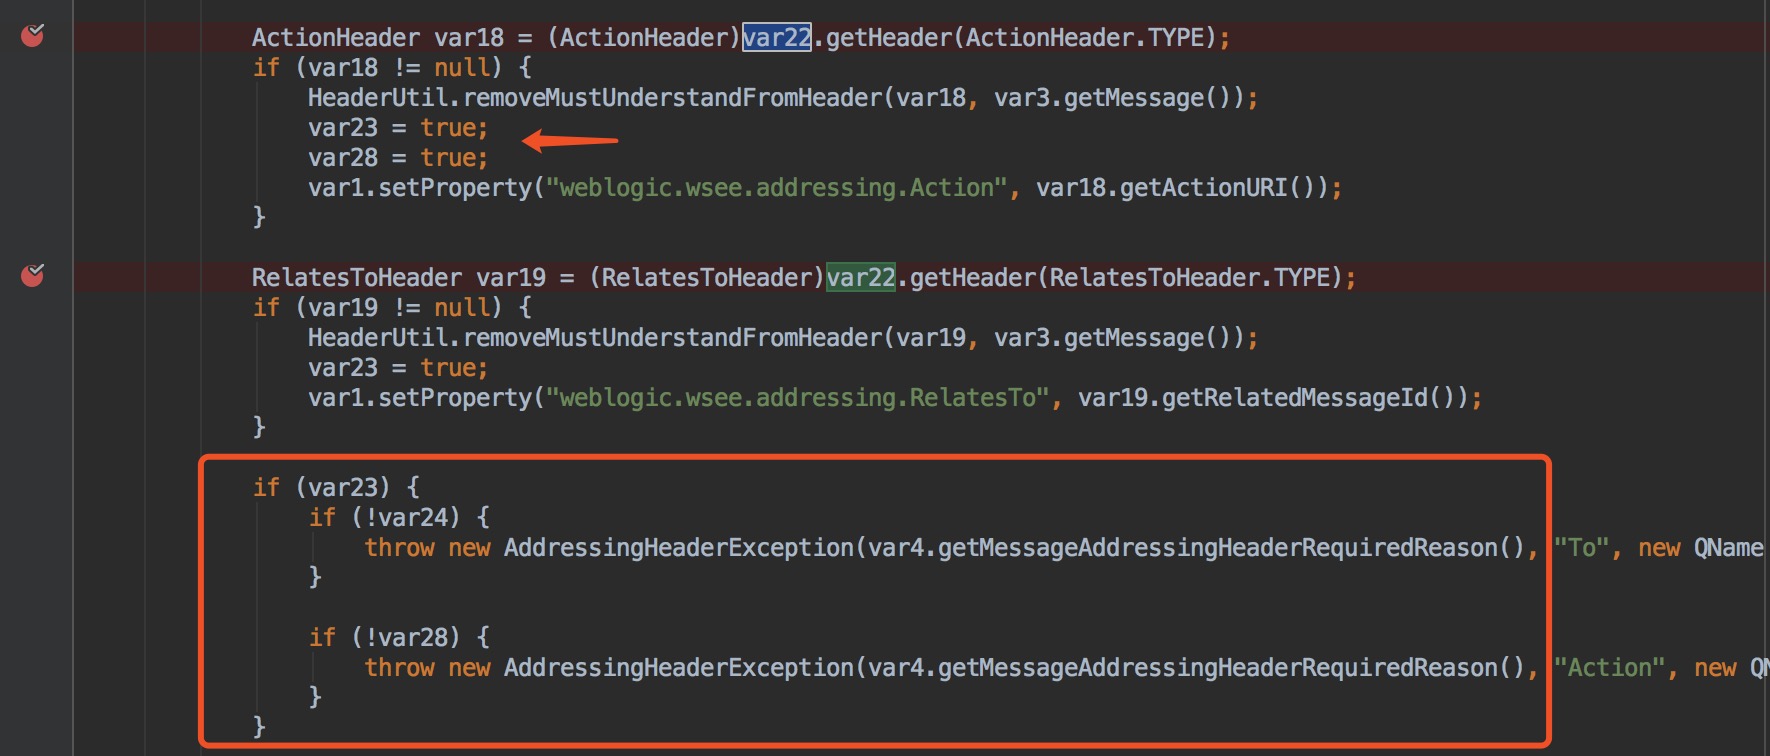 ActionHeader var18 = (ActionHeader)var22.getHeader(ActionHeader.TYPE);
if (var18 != null) {
HeaderUtil.removeMustUnderstandFromHeader(var18, var3.getMessage());
var23 = true;
var28 = true;
var1.setProperty("weblogic.wsee.addressing.Action", var18.getActionURI());
}
RelatesToHeader var19 = (RelatesToHeader)var22.getHeader(RelatesToHeader.TYPE);
if (var19 != null) {
HeaderUtil.removeMustUnderstandFromHeader(var19, var3.getMessage());
var23 = true;
var1.setProperty("weblogic.wsee.addressing.RelatesTo", var19.getRelatedMessageId());
}
if (var23) {
if (!var24) {
throw new AddressingHeaderException(var4.getMessageAddressingHeaderRequiredReason(), "To", new QName
}
if (!var28) {
throw new AddressingHeaderException(var4.getMessageAddressingHeaderRequiredReason(), "Action", new
}
}